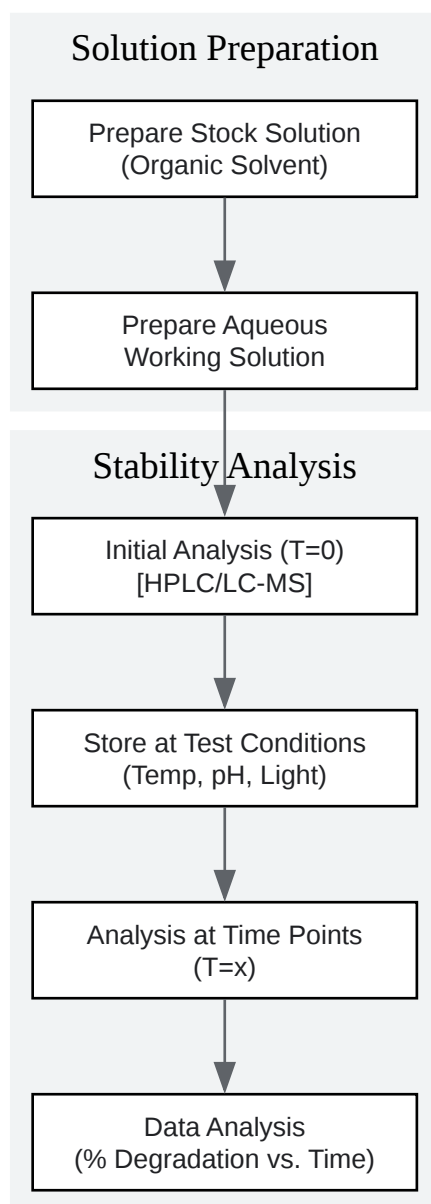 Solution Preparation
Prepare Stock Solution
(Organic Solvent)
Prepare Aqueous
Working Solution
Stability Analysis
Initial Analysis (T=0)
[HPLC/LC-MS]
Store at Test Conditions
(Temp, pH, Light)
Analysis at Time Points
(T=x)
Data Analysis
(% Degradation vs. Time)